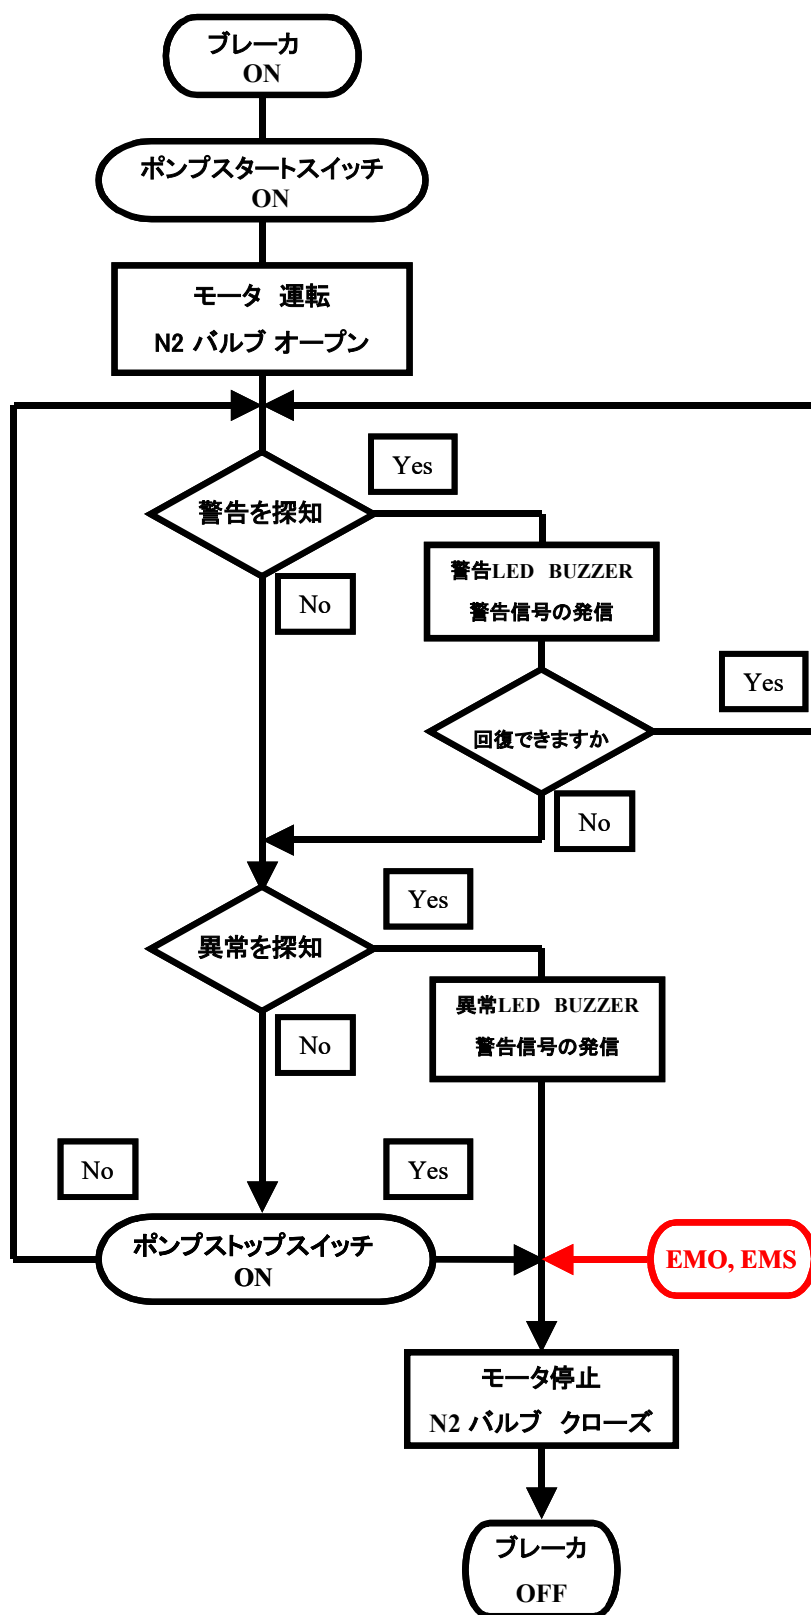 ブレーカ
ON
ポンプスタートスイッチ
ON
モータ 運転
N2 バルブ オープン
Yes
警告を探知
警告LED BUZZER
警告信号の発信
No
Yes
回復できますか
No
Yes
異常を探知
異常LED BUZZER
警告信号の発信
No
No
Yes
ポンプストップスイッチ
ON
EMO, EMS
モータ停止
N2 バルブ クローズ
ブレーカ
OFF